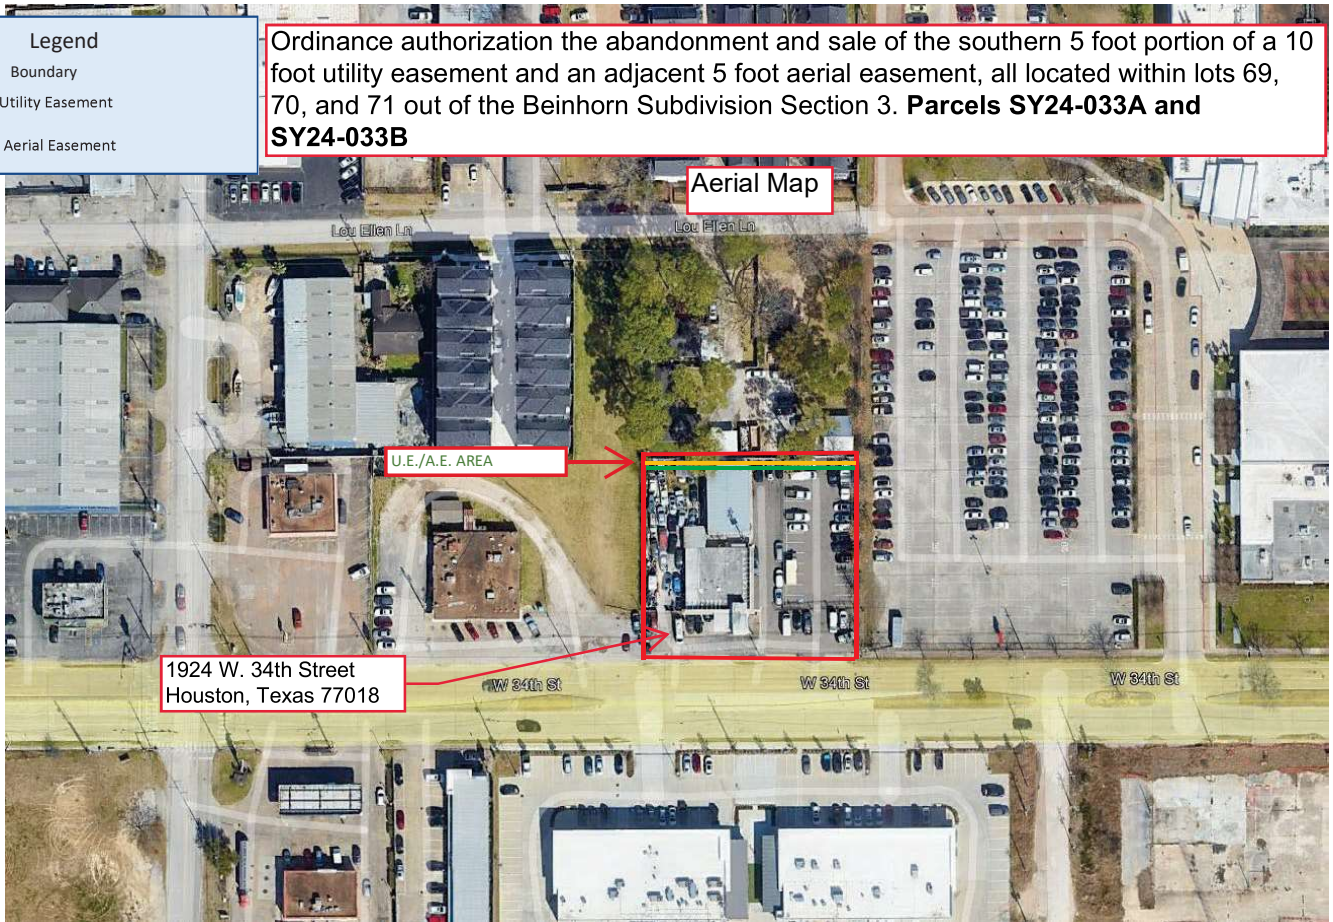 Legend
Boundary
Utility Easement
Aerial Easement
Ordinance authorization the abandonment and sale of the southern 5 foot portion of a 10
foot utility easement and an adjacent 5 foot aerial easement, all located within lots 69,
70, and 71 out of the Beinhorn Subdivision Section 3. Parcels SY24-033A and
SY24-033B
Aerial Map
Lou Ellen Ln
Lou Ellen Ln
U.E./A.E. AREA
1924 W. 34th Street
Houston, Texas 77018
W 34th St
W 34th St
W 34th St